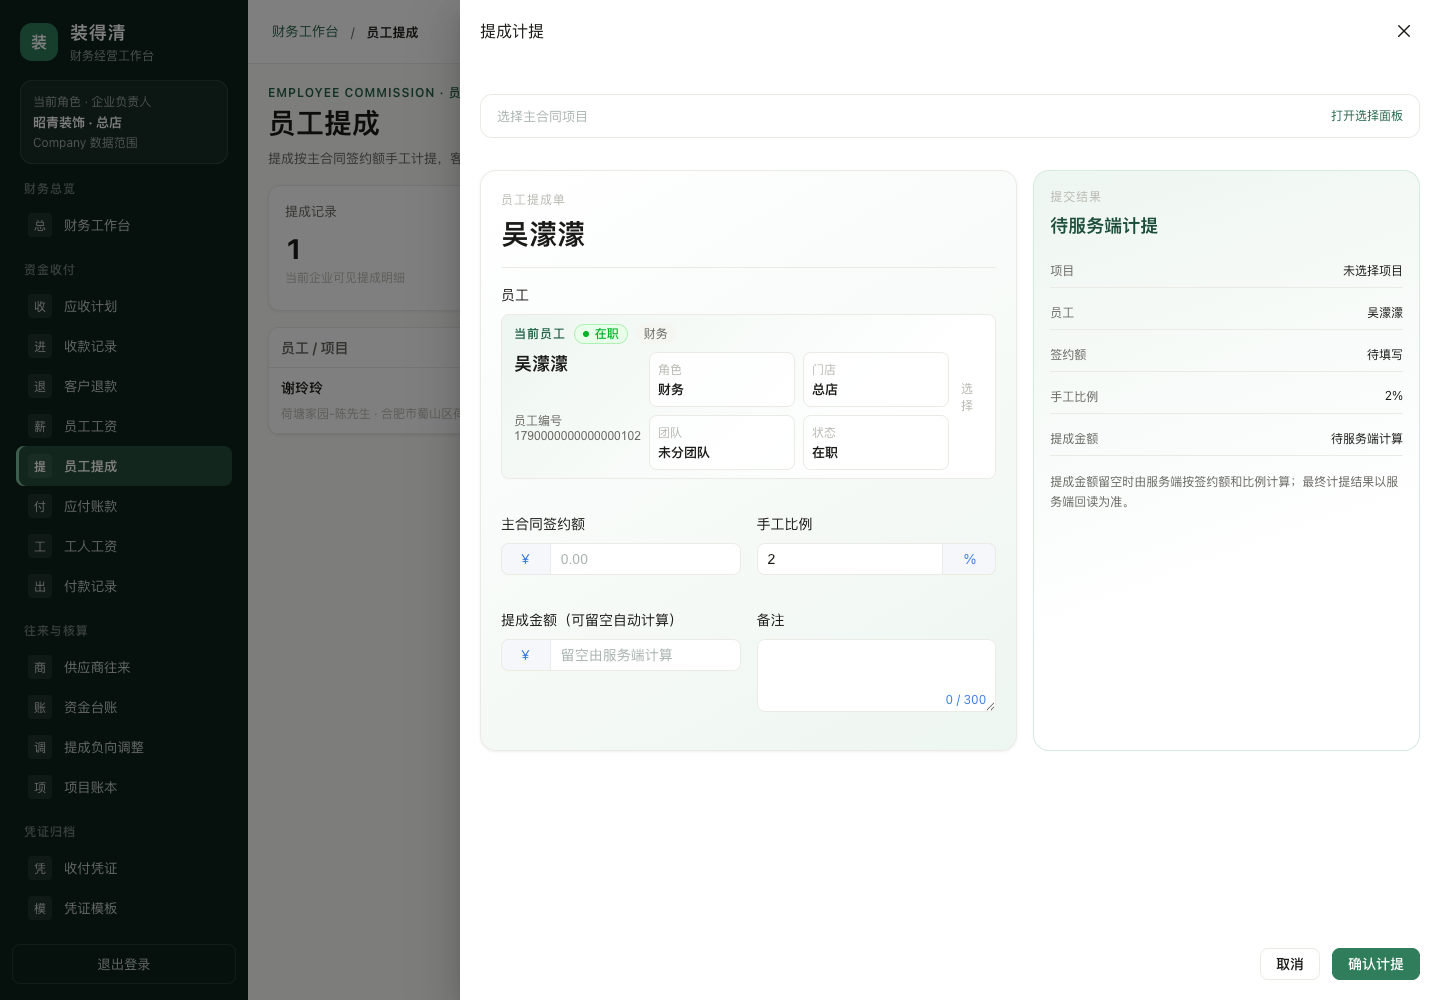 装
装得清
财务经营工作台
当前角色 · 企业负责人
昭青装饰 · 总店
Company 数据范围
财务总览
总 财务工作台
资金收付
收 应收计划
进 收款记录
退 客户退款
薪 员工工资
提 员工提成
付 应付账款
工 工人工资
出 付款记录
往来与核算
商 供应商往来
账 资金台账
调 提成负向调整
项 项目账本
凭证归档
凭 收付凭证
模 凭证模板
退出登录
财务工作台 / 员工提成
EMPLOYEE COMMISSION · 员
员工提成
提成按主合同签约额手工计提，客
提成记录
1
当前企业可见提成明细
员工 / 项目
谢玲玲
荷塘家园-陈先生 · 合肥市蜀山区荷
提成计提
选择主合同项目 打开选择面板
员工提成单
吴濛濛
员工
当前员工 在职 财务
吴濛濛
员工编号
1790000000000000102
角色
财务
门店
总店
团队
未分团队
状态
在职
选
择
主合同签约额
¥ 0.00
手工比例
2 %
提成金额（可留空自动计算）
¥ 留空由服务端计算
备注
0 / 300
提交结果
待服务端计提
项目 未选择项目
员工 吴濛濛
签约额 待填写
手工比例 2%
提成金额 待服务端计算
提成金额留空时由服务端按签约额和比例计算；最终计提结果以服
务端回读为准。
取消 确认计提